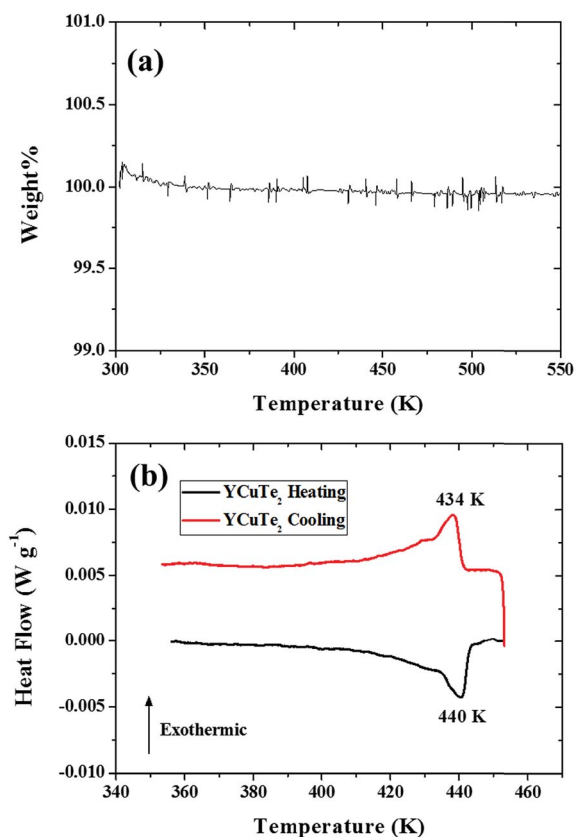 (a)
Weight%
101.0
100.5
100.0
99.5
99.0
300 350 400 450 500 550
Temperature (K)
(b)
Heat Flow (W g⁻¹)
0.015
0.010
0.005
0.000
-0.005
-0.010
YCuTe₂ Heating
YCuTe₂ Cooling
434 K
440 K
Exothermic
340 360 380 400 420 440 460
Temperature (K)